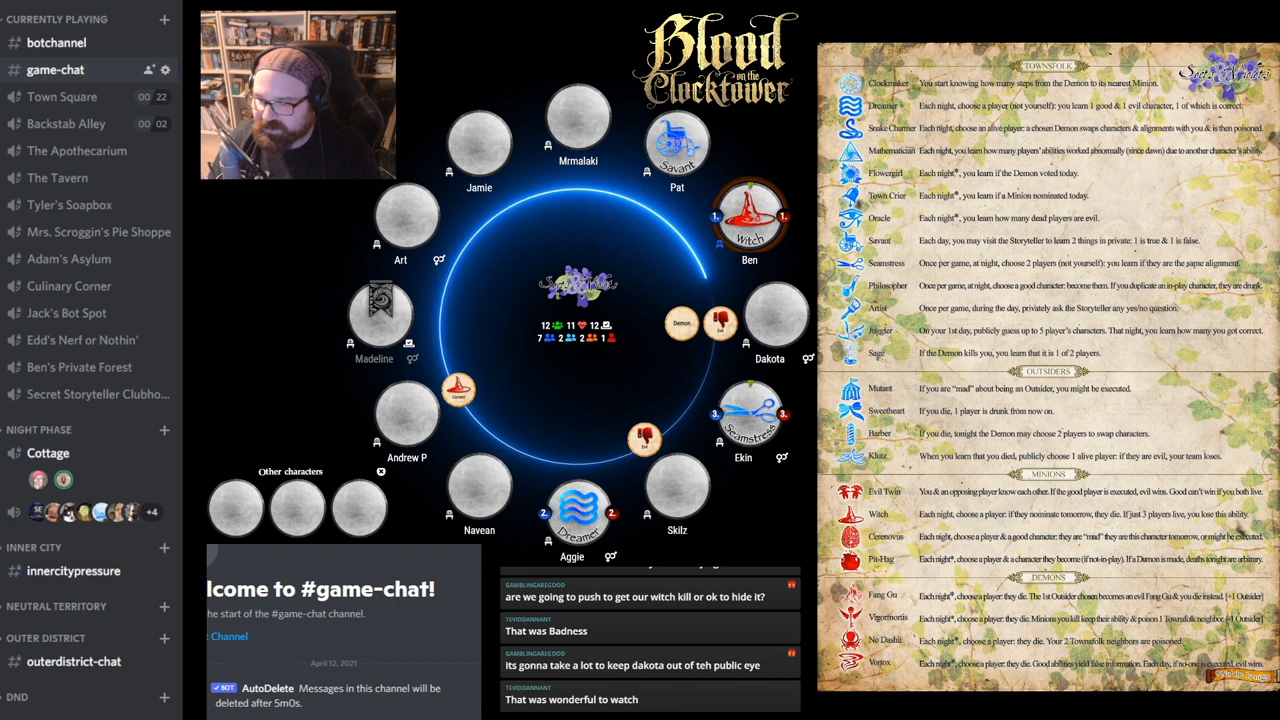 CURRENTLY PLAYING
botchannel
game-chat
Town Square 00 22
Backstab Alley 00 02
The Apothecarium
The Tavern
Tyler's Soapbox
Mrs. Scroggin's Pie Shoppe
Adam's Asylum
Culinary Corner
Jack's Bot Spot
Edd's Nerf or Nothin'
Ben's Private Forest
Secret Storyteller Clubho...
NIGHT PHASE
Cottage
+4
INNER CITY
innercitypressure
NEUTRAL TERRITORY
OUTER DISTRICT
outerdistrict-chat
DND
Blood
on the
Clocktower
Mrmalaki
Jamie
Savant
Pat
Art
1. Witch 1.
Ben
Madeline
12 11 12
7 2 2 1
Demon
Evil
Dakota
Cursed
Andrew P
3. Seamstress 3.
Ekin
Evil
Other characters
Navean
2. Dreamer 2.
Aggie
Skilz
lcome to #game-chat!
he start of the #game-chat channel.
Channel
April 12, 2021
BOT AutoDelete Messages in this channel will be
deleted after 5m0s.
GAMBLINGAREGOOD
are we going to push to get our witch kill or ok to hide it?
TEVIDDANNANT
That was Badness
GAMBLINGAREGOOD
its gonna take a lot to keep dakota out of teh public eye
TEVIDDANNANT
That was wonderful to watch
TOWNSFOLK
Clockmaker You start knowing how many steps from the Demon to its nearest Minion.
Dreamer Each night, choose a player (not yourself): you learn 1 good & 1 evil character, 1 of which is correct.
Snake Charmer Each night, choose an alive player: a chosen Demon swaps characters & alignments with you & is then poisoned.
Mathematician Each night, you learn how many players' abilities worked abnormally (since dawn) due to another character's ability.
Flowergirl Each night*, you learn if the Demon voted today.
Town Crier Each night*, you learn if a Minion nominated today.
Oracle Each night*, you learn how many dead players are evil.
Savant Each day, you may visit the Storyteller to learn 2 things in private: 1 is true & 1 is false.
Seamstress Once per game, at night, choose 2 players (not yourself): you learn if they are the same alignment.
Philosopher Once per game, at night, choose a good character: become them. If you duplicate an in-play character, they are drunk.
Artist Once per game, during the day, privately ask the Storyteller any yes/no question.
Juggler On your 1st day, publicly guess up to 5 player's characters. That night, you learn how many you got correct.
Sage If the Demon kills you, you learn that it is 1 of 2 players.
OUTSIDERS
Mutant If you are "mad" about being an Outsider, you might be executed.
Sweetheart If you die, 1 player is drunk from now on.
Barber If you die, tonight the Demon may choose 2 players to swap characters.
Klutz When you learn that you died, publicly choose 1 alive player: if they are evil, your team loses.
MINIONS
Evil Twin You & an opposing player know each other. If the good player is executed, evil wins. Good can't win if you both live.
Witch Each night, choose a player: if they nominate tomorrow, they die. If just 3 players live, you lose this ability.
Cerenovus Each night, choose a player & a good character: they are "mad" they are this character tomorrow, or might be executed.
Pit-Hag Each night*, choose a player & a character they become (if not-in-play). If a Demon is made, deaths tonight are arbitrary.
DEMONS
Fang Gu Each night*, choose a player: they die. The 1st Outsider chosen becomes an evil Fang Gu & you die instead. [+1 Outsider]
Vigormortis Each night*, choose a player: they die. Minions you kill keep their ability & poison 1 Townsfolk neighbor. [-1 Outsider]
No Dashii Each night*, choose a player: they die. Your 2 Townsfolk neighbors are poisoned.
Vortox Each night*, choose a player: they die. Good abilities yield false information. Each day, if no-one is executed, evil wins.